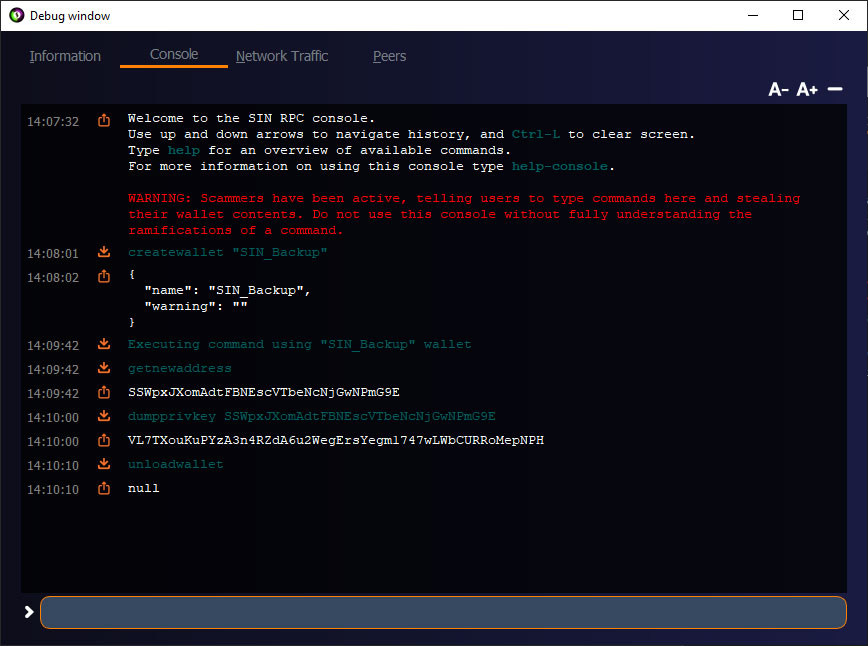 Debug window
Information Console Network Traffic Peers
A- A+
14:07:32 Welcome to the SIN RPC console.
Use up and down arrows to navigate history, and Ctrl-L to clear screen.
Type help for an overview of available commands.
For more information on using this console type help-console.
WARNING: Scammers have been active, telling users to type commands here and stealing
their wallet contents. Do not use this console without fully understanding the
ramifications of a command.
14:08:01 createwallet "SIN_Backup"
14:08:02 {
"name": "SIN_Backup",
"warning": ""
}
14:09:42 Executing command using "SIN_Backup" wallet
14:09:42 getnewaddress
14:09:42 SSWpxJXomAdtFBNEscVTbeNcNjGwNPmG9E
14:10:00 dumpprivkey SSWpxJXomAdtFBNEscVTbeNcNjGwNPmG9E
14:10:00 VL7TXouKuPYzA3n4RZdA6u2WegErsYegm1747wLWbCURRoMepNPH
14:10:10 unloadwallet
14:10:10 null